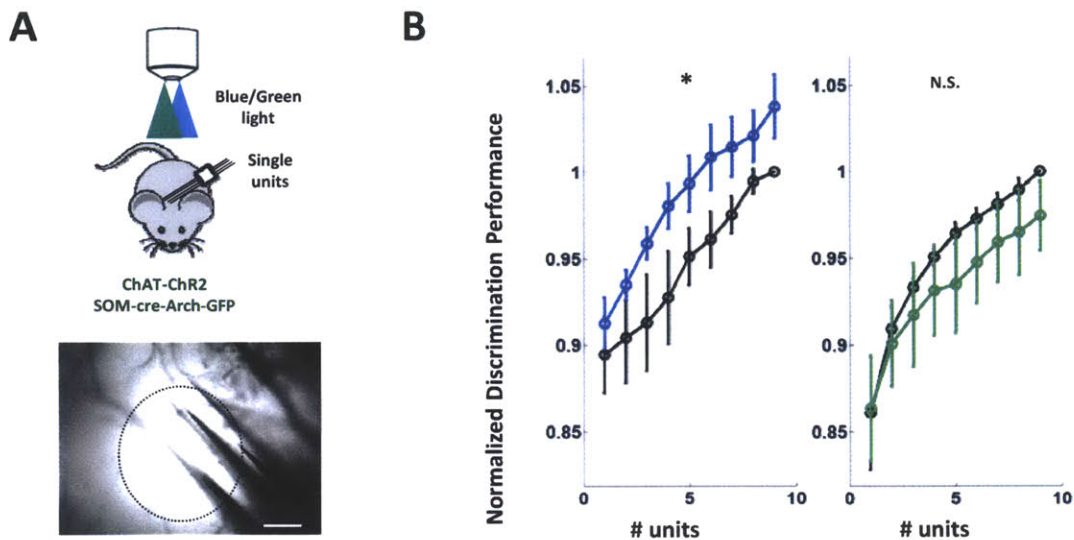 A
Blue/Green
light
Single
units
ChAT-ChR2
SOM-cre-Arch-GFP
B
Normalized Discrimination Performance
1.05
1
0.95
0.9
0.85
0
5
10
# units
*
1.05
1
0.95
0.9
0.85
0
5
10
# units
N.S.